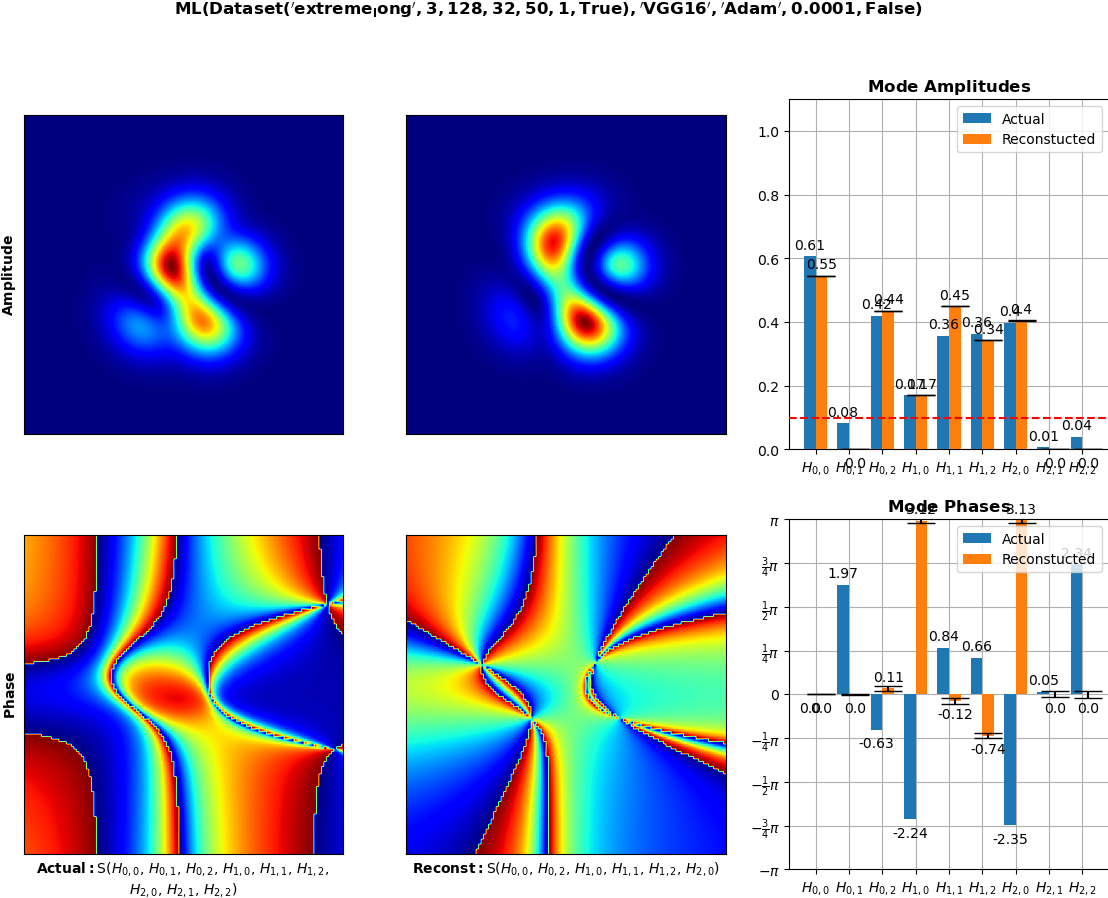 ML(Dataset('extreme_long', 3, 128, 32, 50, 1, True), 'VGG16', 'Adam', 0.0001, False)
Amplitude
Mode Amplitudes
Actual
Reconstucted
1.0
0.8
0.6
0.4
0.2
0.0
0.61 0.08 0.42 0.17 0.36 0.36 0.4 0.01 0.04
0.55 0.0 0.44 0.17 0.45 0.34 0.4 0.0 0.0
H0,0 H0,1 H0,2 H1,0 H1,1 H1,2 H2,0 H2,1 H2,2
Phase
Mode Phases
Actual
Reconstucted
π
3/4π
1/2π
1/4π
0
−1/4π
−1/2π
−3/4π
−π
0.0 1.97 -0.63 -2.24 0.84 0.66 -2.35 0.05 2.34
0.0 0.0 0.11 3.12 -0.12 -0.74 3.13 0.0 0.0
H0,0 H0,1 H0,2 H1,0 H1,1 H1,2 H2,0 H2,1 H2,2
Actual: S(H0,0, H0,1, H0,2, H1,0, H1,1, H1,2,
H2,0, H2,1, H2,2)
Reconst: S(H0,0, H0,2, H1,0, H1,1, H1,2, H2,0)